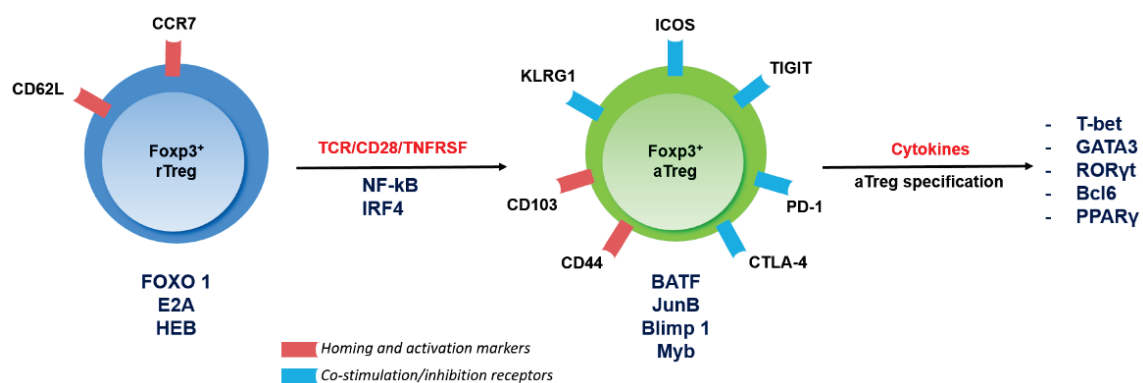 CCR7
CD62L
Foxp3⁺
rTreg
FOXO 1
E2A
HEB
TCR/CD28/TNFRSF
NF-kB
IRF4
ICOS
KLRG1
TIGIT
Foxp3⁺
aTreg
CD103
PD-1
CD44
CTLA-4
BATF
JunB
Blimp 1
Myb
Cytokines
aTreg specification
- T-bet
- GATA3
- RORγt
- Bcl6
- PPARγ
Homing and activation markers
Co-stimulation/inhibition receptors